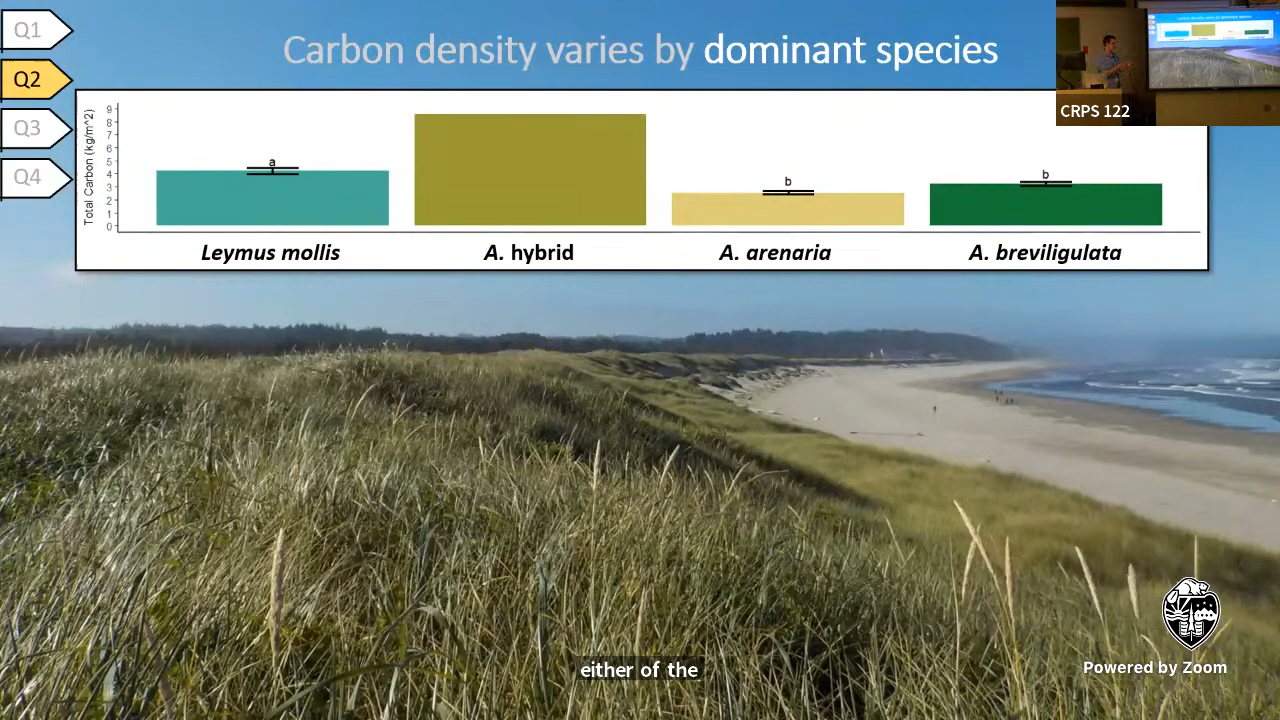 Q1
Q2
Q3
Q4
Carbon density varies by dominant species
CRPS 122
Total Carbon (kg/m^2)
9
8
7
6
5
4
3
2
1
0
a
b
b
Leymus mollis
A. hybrid
A. arenaria
A. breviligulata
either of the
Powered by Zoom